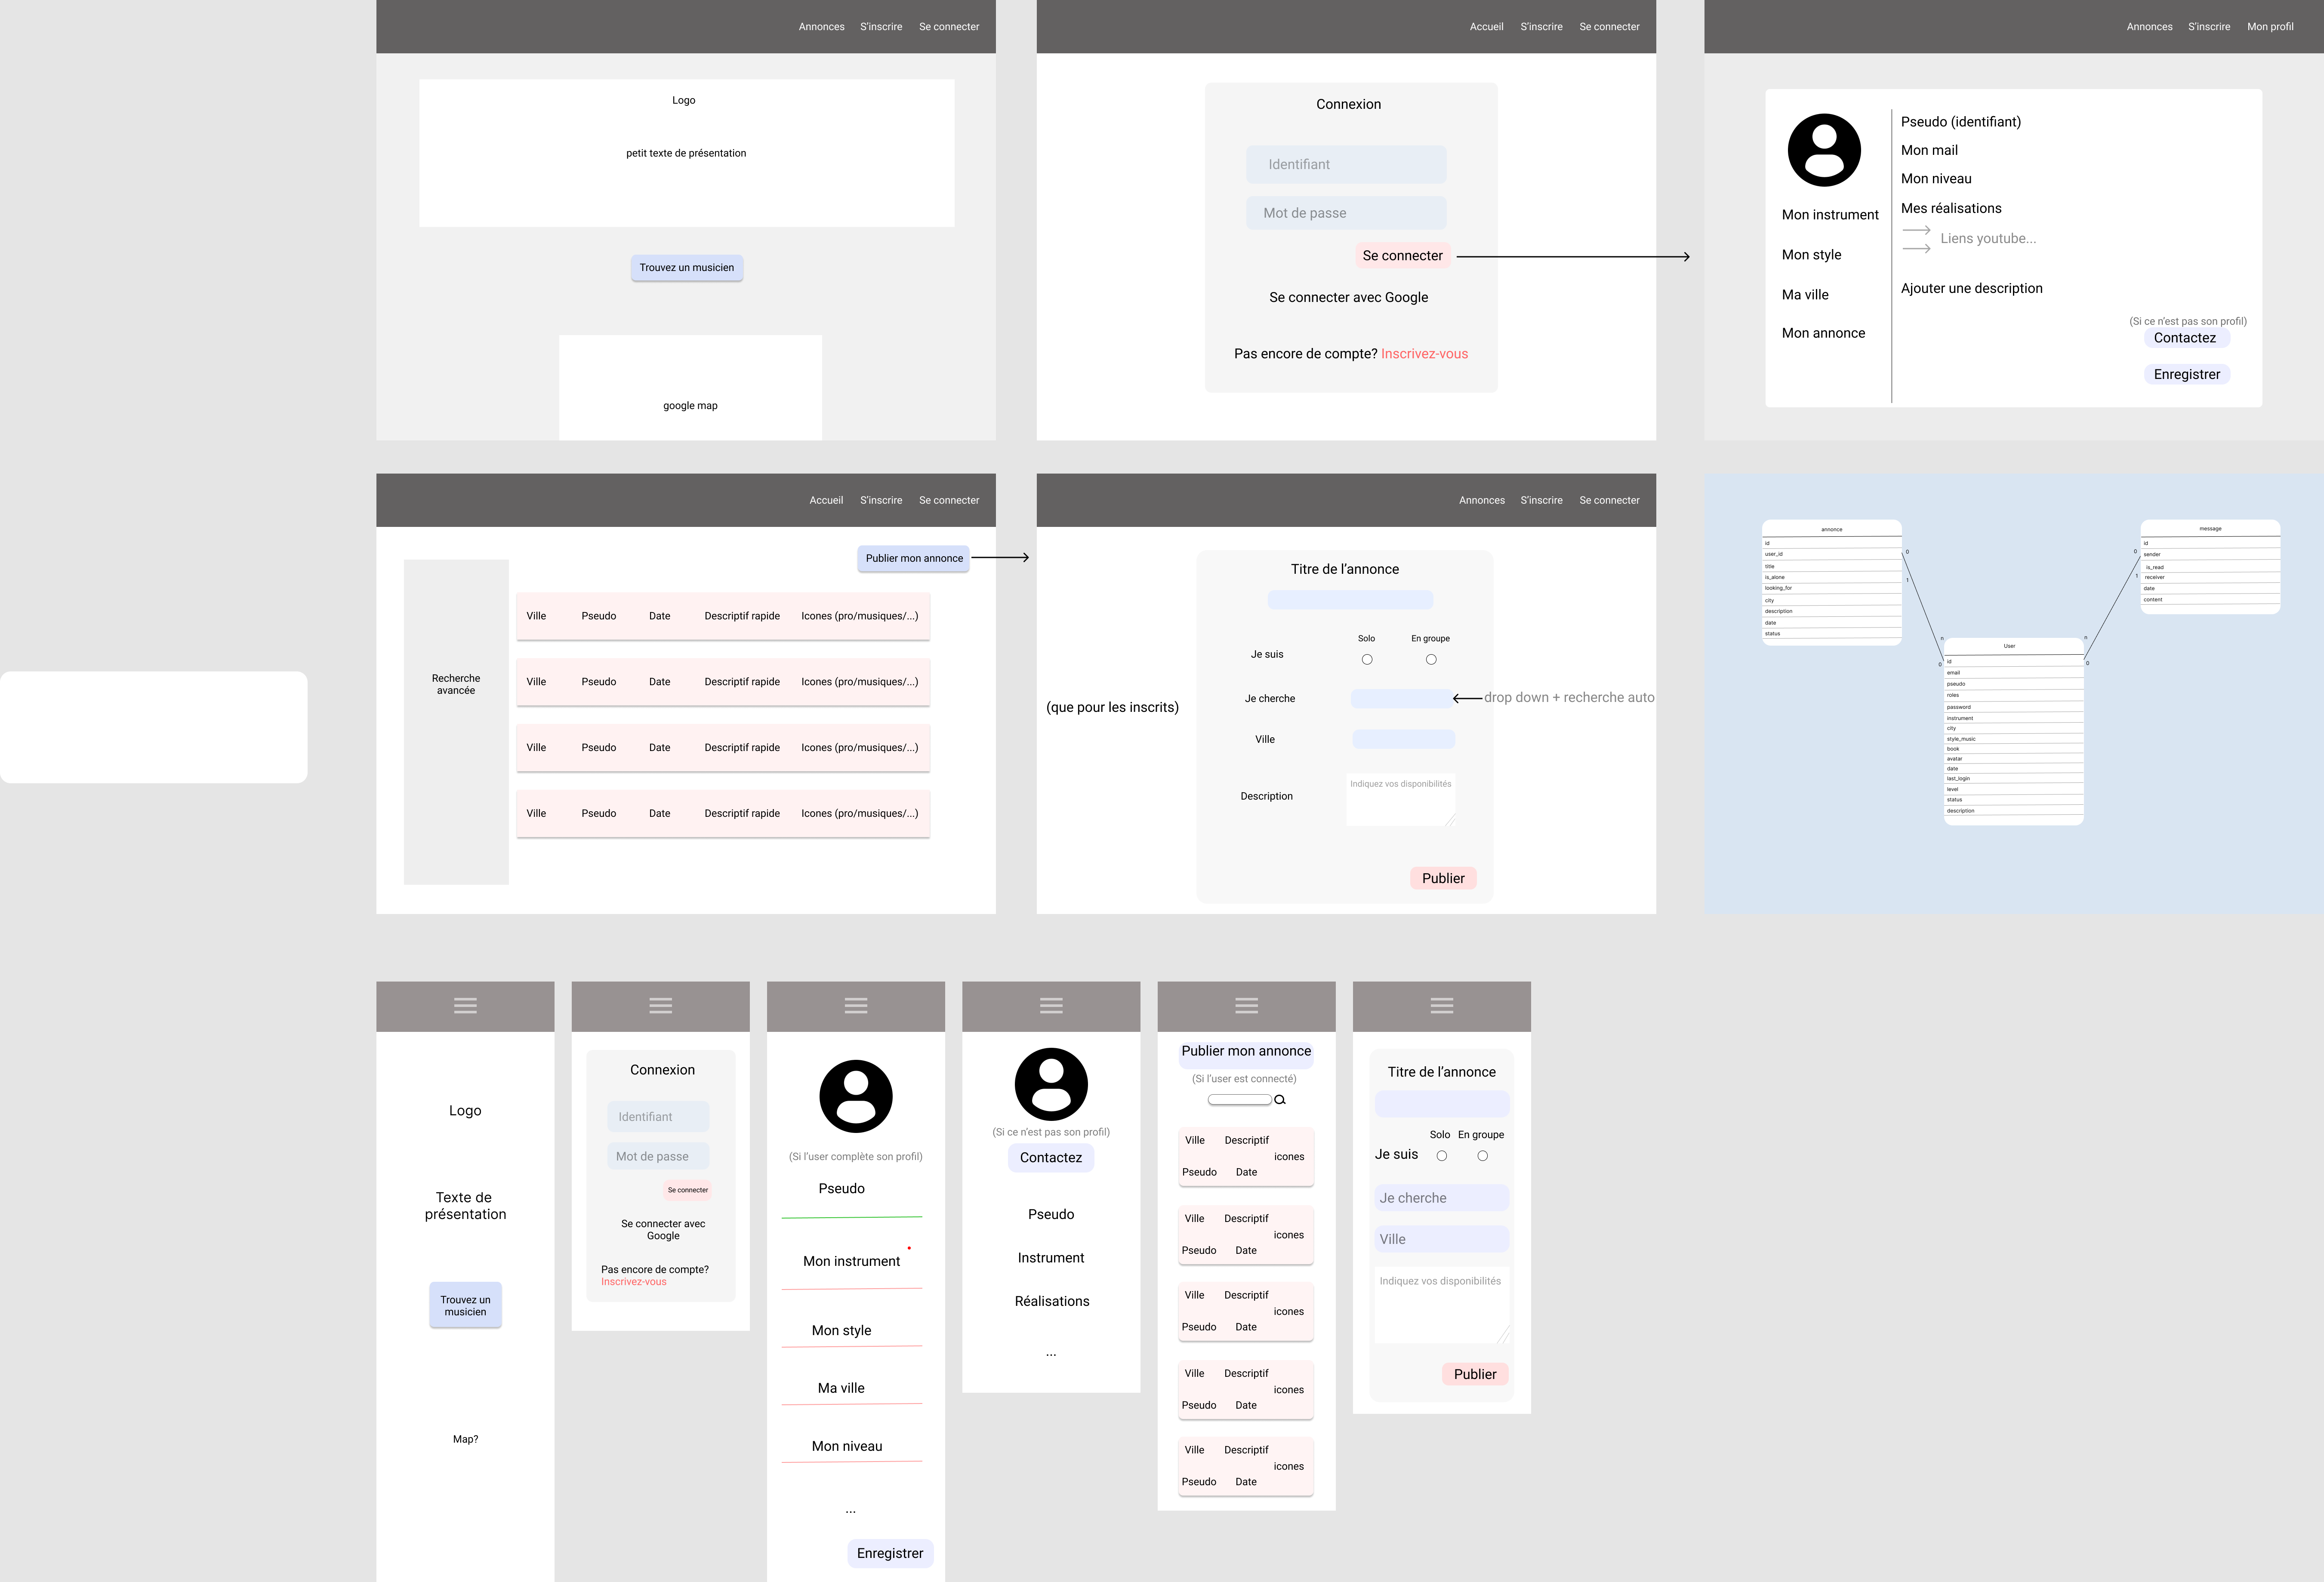 Annonces S'inscrire Se connecter
Logo
petit texte de présentation
Trouvez un musicien
google map
Accueil S'inscrire Se connecter
Connexion
Identifiant
Mot de passe
Se connecter
Se connecter avec Google
Pas encore de compte? Inscrivez-vous
Annonces S'inscrire Mon profil
Mon instrument
Mon style
Ma ville
Mon annonce
Pseudo (identifiant)
Mon mail
Mon niveau
Mes réalisations
Liens youtube...
Ajouter une description
(Si ce n'est pas son profil)
Contactez
Enregistrer
Accueil S'inscrire Se connecter
Publier mon annonce
Recherche
avancée
Ville Pseudo Date Descriptif rapide Icones (pro/musiques/...)
Ville Pseudo Date Descriptif rapide Icones (pro/musiques/...)
Ville Pseudo Date Descriptif rapide Icones (pro/musiques/...)
Ville Pseudo Date Descriptif rapide Icones (pro/musiques/...)
Annonces S'inscrire Se connecter
(que pour les inscrits)
Titre de l'annonce
Solo En groupe
Je suis
Je cherche
drop down + recherche auto
Ville
Description
Indiquez vos disponibilités
Publier
annonce
id
user_id
title
is_alone
looking_for
city
description
date
status
0
1
n
0
message
id
sender
is_read
receiver
date
content
0
1
n
0
User
id
email
pseudo
roles
password
instrument
city
style_music
book
avatar
date
last_login
level
status
description
Logo
Texte de
présentation
Trouvez un
musicien
Map?
Connexion
Identifiant
Mot de passe
Se connecter
Se connecter avec
Google
Pas encore de compte?
Inscrivez-vous
(Si l'user complète son profil)
Pseudo
Mon instrument
Mon style
Ma ville
Mon niveau
...
Enregistrer
(Si ce n'est pas son profil)
Contactez
Pseudo
Instrument
Réalisations
...
Publier mon annonce
(Si l'user est connecté)
Ville Descriptif
icones
Pseudo Date
Ville Descriptif
icones
Pseudo Date
Ville Descriptif
icones
Pseudo Date
Ville Descriptif
icones
Pseudo Date
Ville Descriptif
icones
Pseudo Date
Titre de l'annonce
Solo En groupe
Je suis
Je cherche
Ville
Indiquez vos disponibilités
Publier